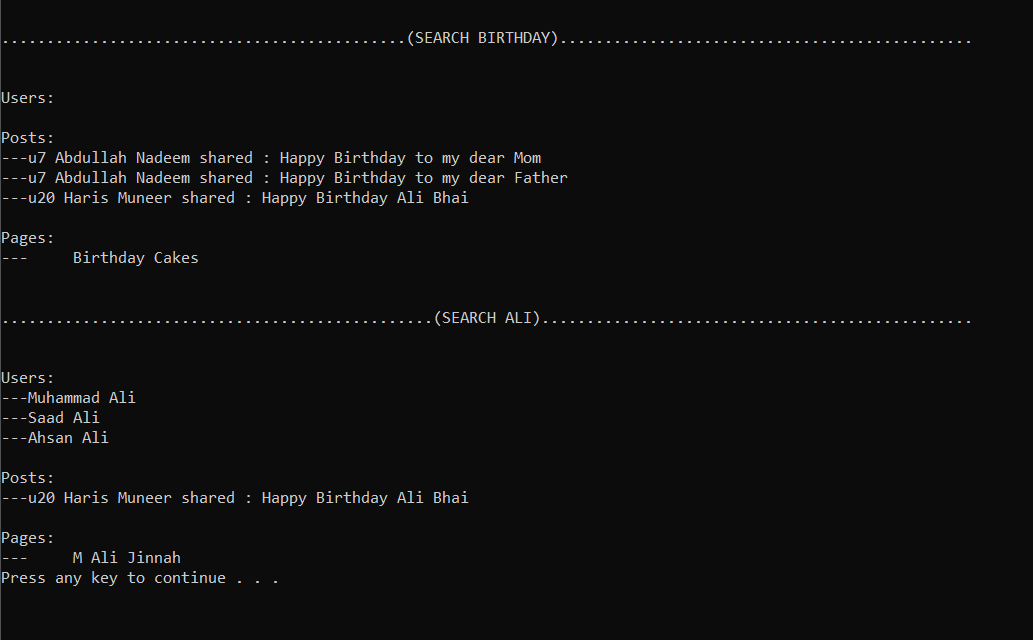 .............................................(SEARCH BIRTHDAY)..............................................
Users:
Posts:
---u7 Abdullah Nadeem shared : Happy Birthday to my dear Mom
---u7 Abdullah Nadeem shared : Happy Birthday to my dear Father
---u20 Haris Muneer shared : Happy Birthday Ali Bhai
Pages:
---     Birthday Cakes
................................................(SEARCH ALI)................................................
Users:
---Muhammad Ali
---Saad Ali
---Ahsan Ali
Posts:
---u20 Haris Muneer shared : Happy Birthday Ali Bhai
Pages:
---     M Ali Jinnah
Press any key to continue . . .